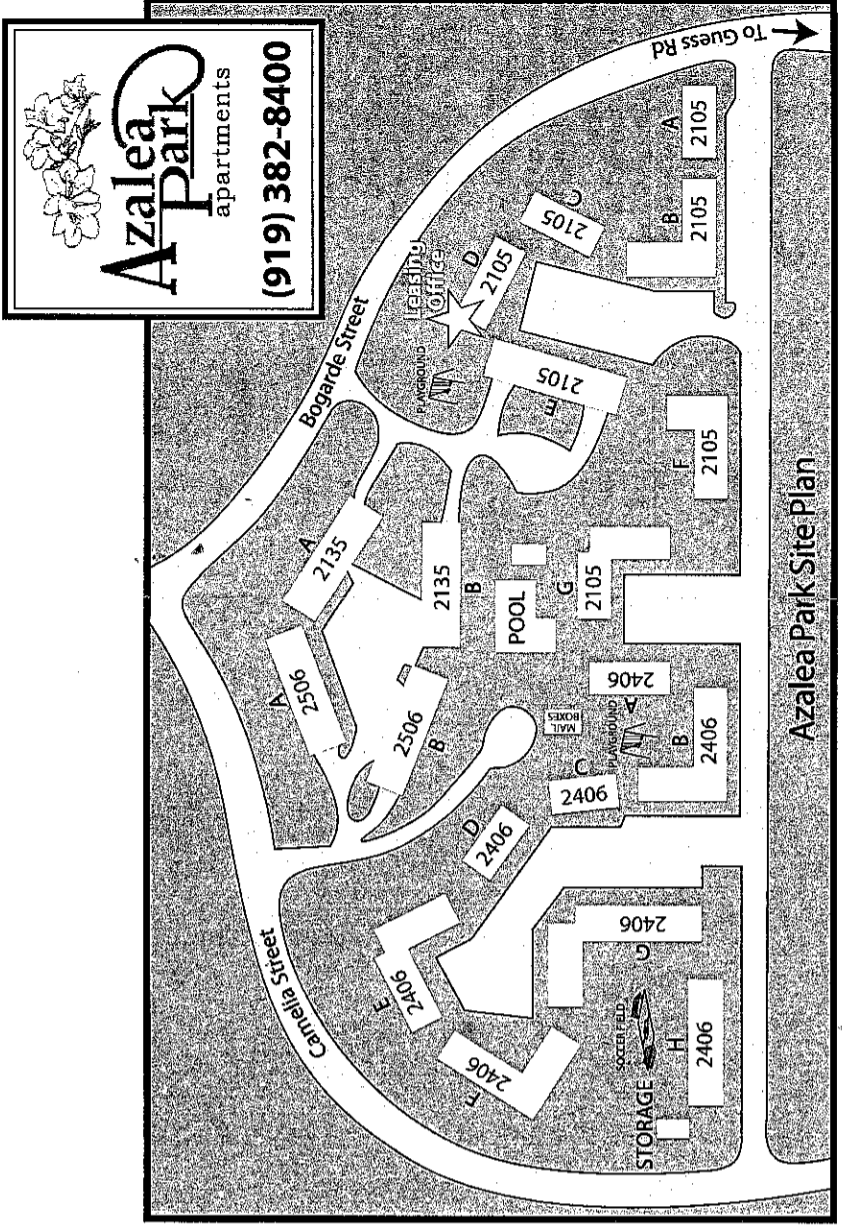 Azalea
Park
apartments
(919) 382-8400
To Guess Rd
Bogarde Street
Camelia Street
Leasing
Office
PLAYGROUND
A
2105
B
2105
C
2105
D
2105
E
2105
F
2105
G
2105
A
2135
B
2135
A
2506
B
2506
POOL
MAIL
BOXES
PLAYGROUND
A
2406
B
2406
C
2406
D
2406
E
2406
F
2406
G
2406
H
2406
SOCCER FIELD
STORAGE
Azalea Park Site Plan